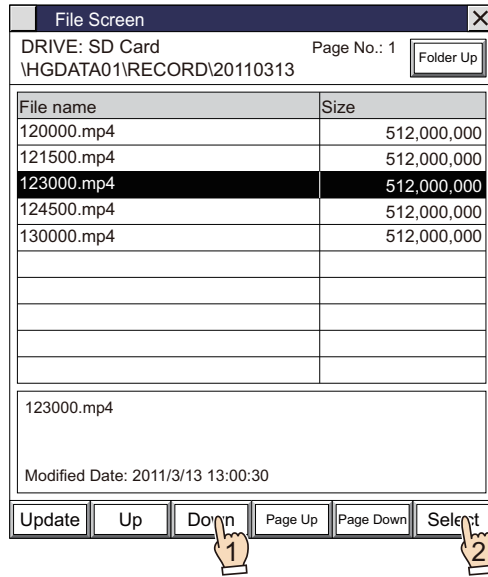 File Screen
DRIVE: SD Card Page No.: 1 Folder Up
\HGDATA01\RECORD\20110313
File name Size
120000.mp4 512,000,000
121500.mp4 512,000,000
123000.mp4 512,000,000
124500.mp4 512,000,000
130000.mp4 512,000,000
123000.mp4
Modified Date: 2011/3/13 13:00:30
Update Up Down Page Up Page Down Select
1 2